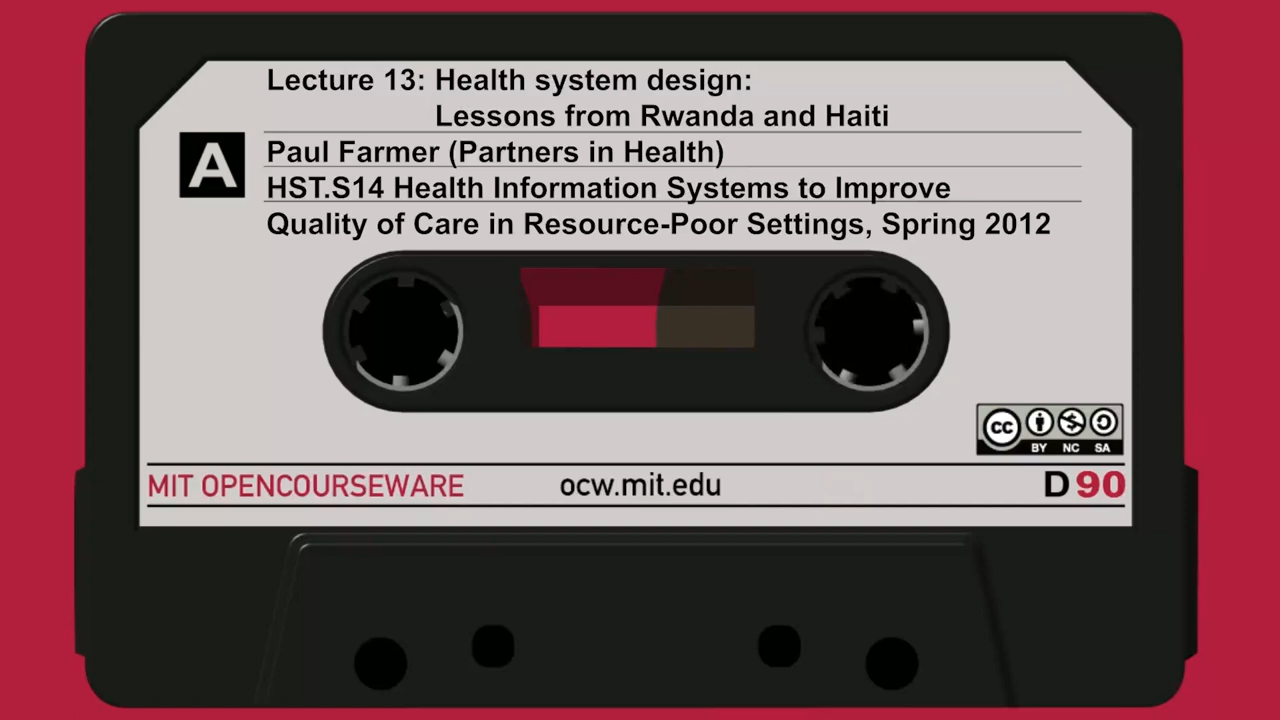 Lecture 13: Health system design:
Lessons from Rwanda and Haiti
A
Paul Farmer (Partners in Health)
HST.S14 Health Information Systems to Improve
Quality of Care in Resource-Poor Settings, Spring 2012
cc
BY NC SA
MIT OPENCOURSEWARE ocw.mit.edu D 90